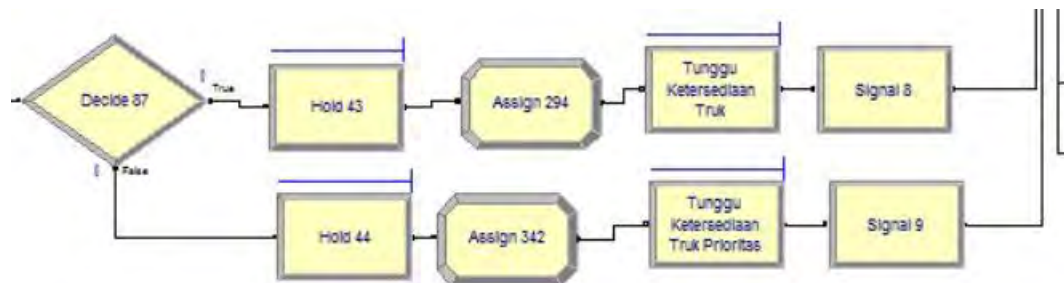 Decide 87
True
False
Hold 43
Assign 294
Tunggu
Ketersediaan
Truk
Signal 8
Hold 44
Assign 342
Tunggu
Ketersediaan
Truk Prioritas
Signal 9